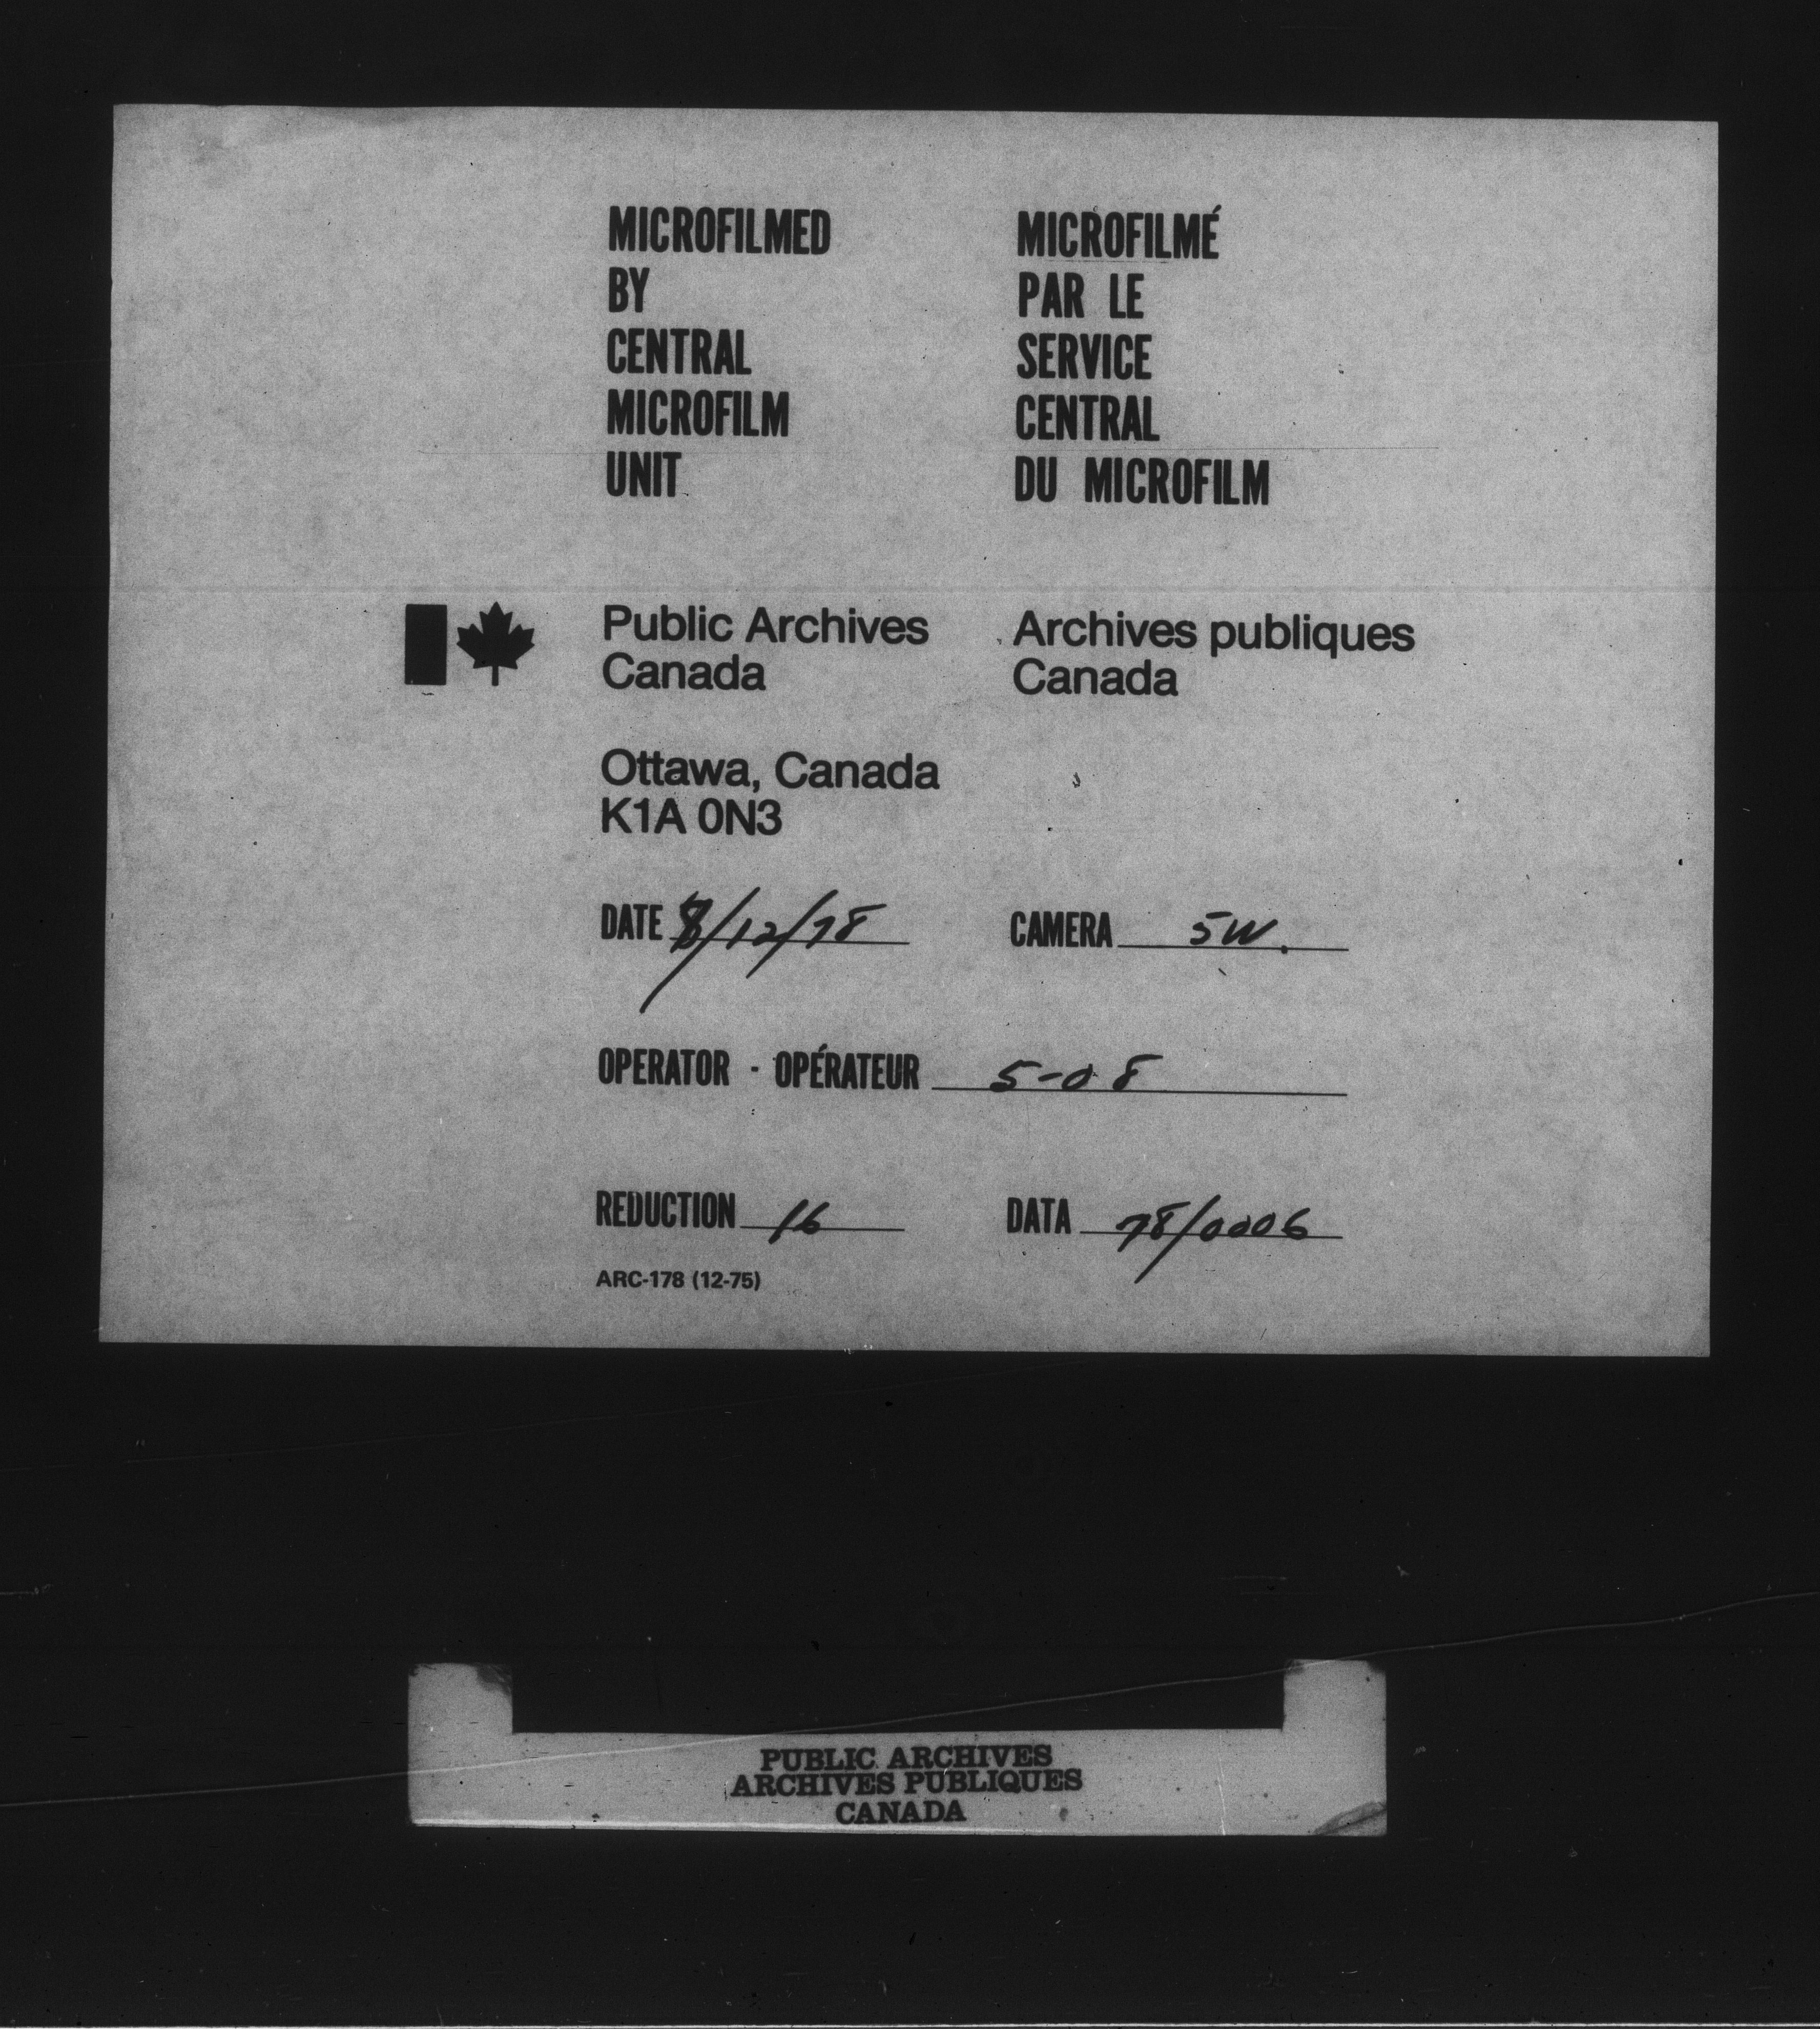 MICROFILMED
BY
CENTRAL
MICROFILM
UNIT
MICROFILMÉ
PAR LE
SERVICE
CENTRAL
DU MICROFILM
Public Archives
Canada
Archives publiques
Canada
Ottawa, Canada
K1A 0N3
DATE 8/12/78
CAMERA 5W.
OPERATOR - OPÉRATEUR 5-08
REDUCTION 16
DATA 78/0006
ARC-178 (12-75)
PUBLIC ARCHIVES
ARCHIVES PUBLIQUES
CANADA